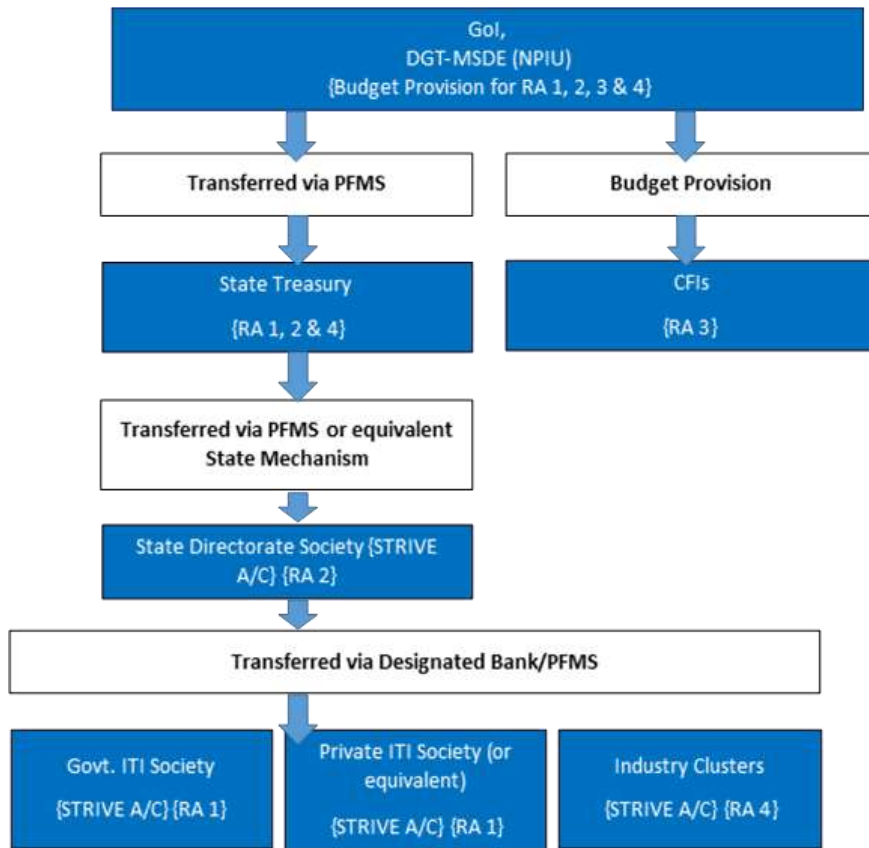 GoI,
DGT-MSDE (NPIU)
{Budget Provision for RA 1, 2, 3 & 4}
Transferred via PFMS
Budget Provision
State Treasury
{RA 1, 2 & 4}
CFIs
{RA 3}
Transferred via PFMS or equivalent
State Mechanism
State Directorate Society {STRIVE
A/C} {RA 2}
Transferred via Designated Bank/PFMS
Govt. ITI Society
{STRIVE A/C} {RA 1}
Private ITI Society (or
equivalent)
{STRIVE A/C} {RA 1}
Industry Clusters
{STRIVE A/C} {RA 4}